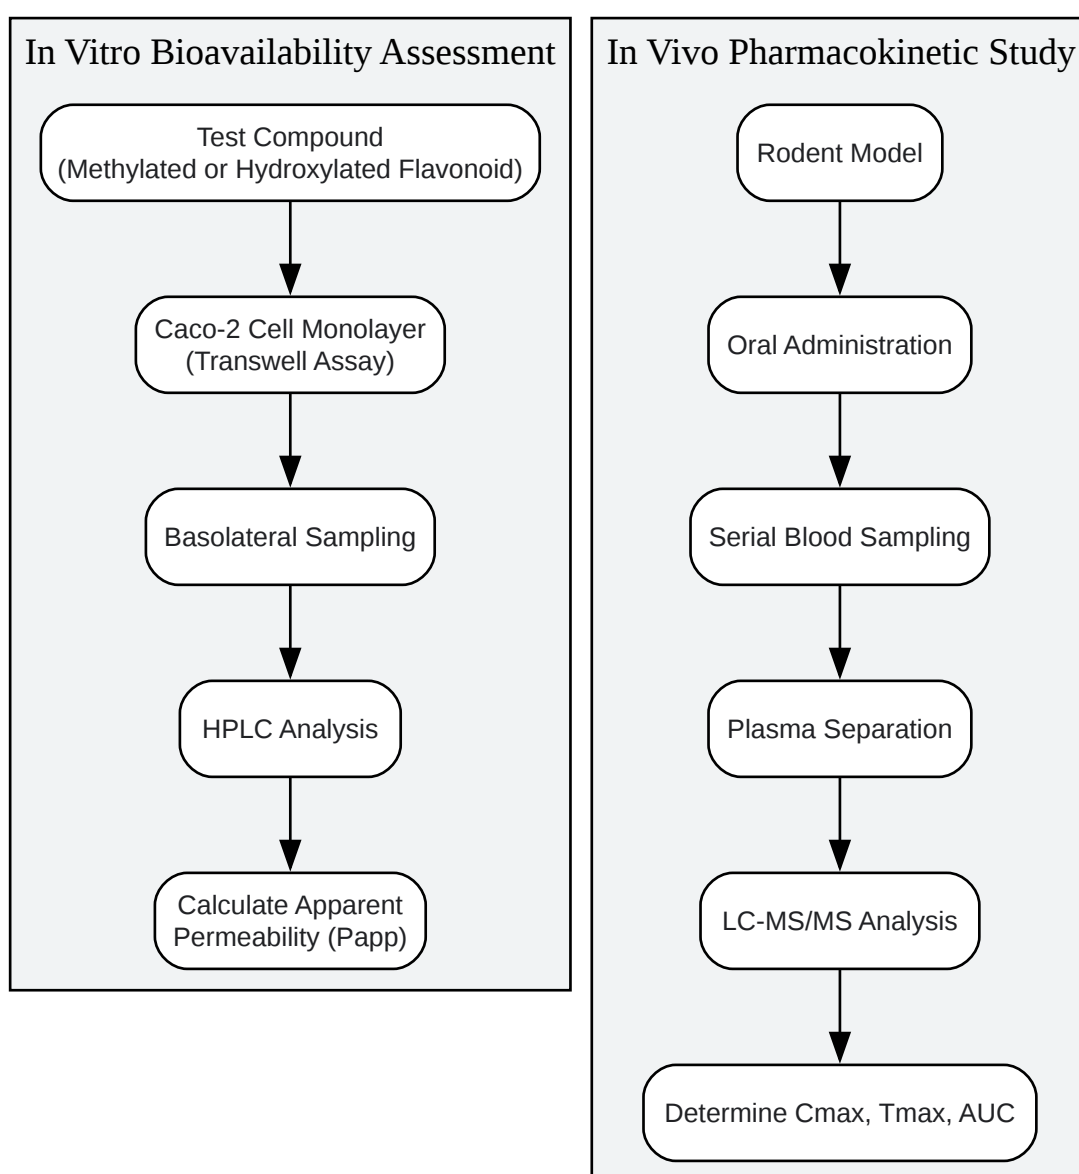 In Vitro Bioavailability Assessment
Test Compound
(Methylated or Hydroxylated Flavonoid)
Caco-2 Cell Monolayer
(Transwell Assay)
Basolateral Sampling
HPLC Analysis
Calculate Apparent
Permeability (Papp)
In Vivo Pharmacokinetic Study
Rodent Model
Oral Administration
Serial Blood Sampling
Plasma Separation
LC-MS/MS Analysis
Determine Cmax, Tmax, AUC